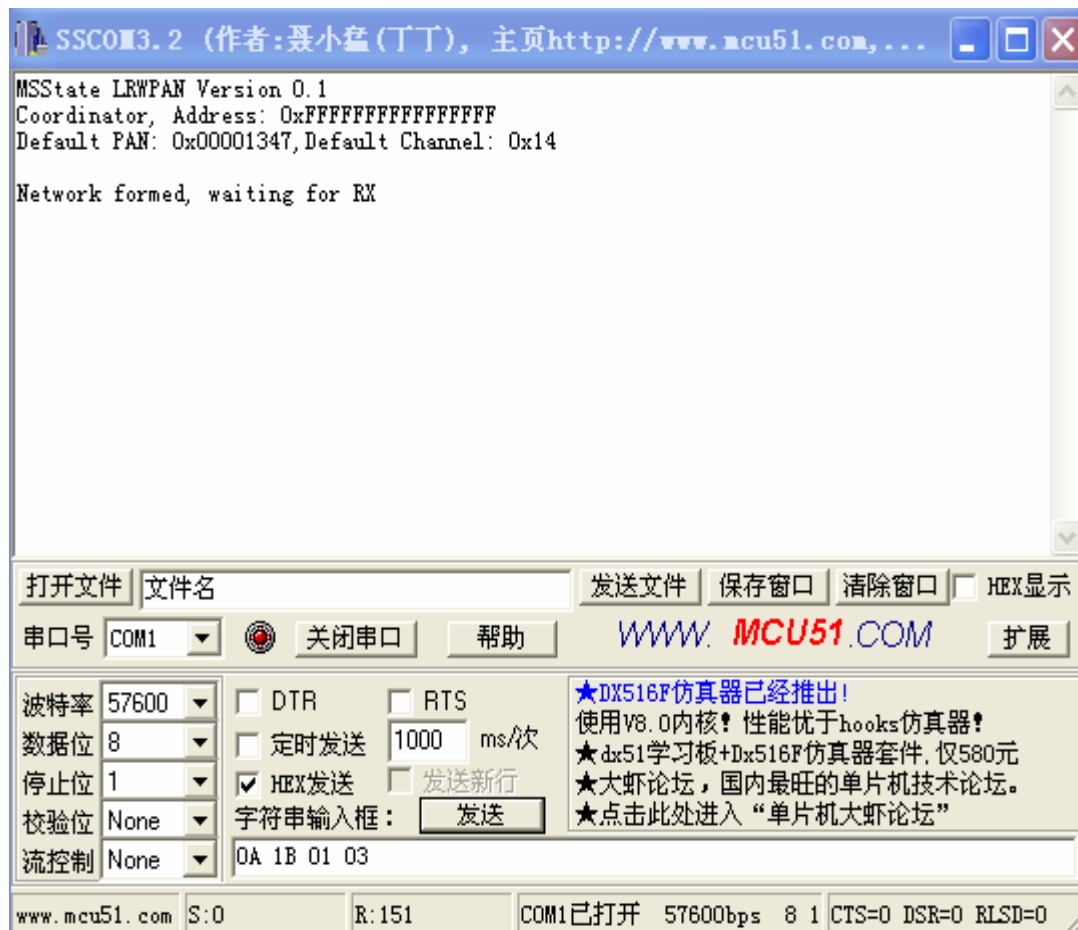 SSCOM3.2 (作者:聂小猛(丁丁), 主页http://www.mcu51.com,...
MSState LRWPAN Version 0.1
Coordinator, Address: 0xFFFFFFFFFFFFFFFF
Default PAN: 0x00001347,Default Channel: 0x14
Network formed, waiting for RX
打开文件 文件名 发送文件 保存窗口 清除窗口 HEX显示
串口号 COM1 关闭串口 帮助 WWW. MCU51.COM 扩展
波特率 57600 DTR RTS
数据位 8 定时发送 1000 ms/次
停止位 1 HEX发送 发送新行
校验位 None 字符串输入框: 发送
流控制 None 0A 1B 01 03
★DX516F仿真器已经推出!
使用V8.0内核!性能忧于hooks仿真器!
★dx51学习板+Dx516F仿真器套件,仅580元
★大虾论坛,国内最旺的单片机技术论坛。
★点击此处进入“单片机大虾论坛”
www.mcu51.com S:0 R:151 COM1已打开 57600bps 8 1 CTS=0 DSR=0 RLSD=0